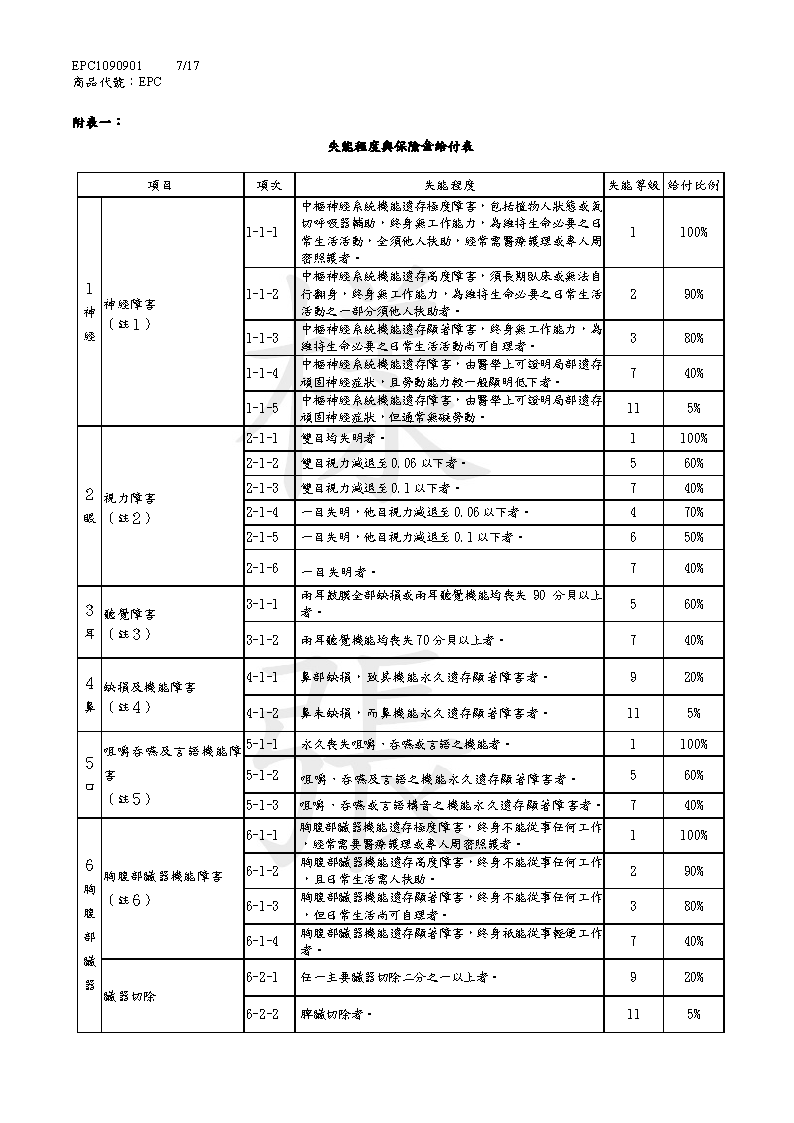 EPC1090901 7/17
商品代號：EPC
附表一：
失能程度與保險金給付表
項目 項次 失能程度 失能等級 給付比例
1 神經 神經障害（註1）
1-1-1 中樞神經系統機能遺存極度障害，包括植物人狀態或氣
切呼吸器輔助，終身無工作能力，為維持生命必要之日
常生活活動，全須他人扶助，經常需醫療護理或專人周
密照護者。 1 100%
1-1-2 中樞神經系統機能遺存高度障害，須長期臥床或無法自
行翻身，終身無工作能力，為維持生命必要之日常生活
活動之一部分須他人扶助者。 2 90%
1-1-3 中樞神經系統機能遺存顯著障害，終身無工作能力，為
維持生命必要之日常生活活動尚可自理者。 3 80%
1-1-4 中樞神經系統機能遺存障害，由醫學上可證明局部遺存
頑固神經症狀，且勞動能力較一般顯明低下者。 7 40%
1-1-5 中樞神經系統機能遺存障害，由醫學上可證明局部遺存
頑固神經症狀，但通常無礙勞動。 11 5%
2 眼 視力障害（註2）
2-1-1 雙目均失明者。 1 100%
2-1-2 雙目視力減退至0.06以下者。 5 60%
2-1-3 雙目視力減退至0.1以下者。 7 40%
2-1-4 一目失明，他目視力減退至0.06以下者。 4 70%
2-1-5 一目失明，他目視力減退至0.1以下者。 6 50%
2-1-6 一目失明者。 7 40%
3 耳 聽覺障害（註3）
3-1-1 兩耳鼓膜全部缺損或兩耳聽覺機能均喪失 90 分貝以上
者。 5 60%
3-1-2 兩耳聽覺機能均喪失70分貝以上者。 7 40%
4 鼻 缺損及機能障害（註4）
4-1-1 鼻部缺損，致其機能永久遺存顯著障害者。 9 20%
4-1-2 鼻未缺損，而鼻機能永久遺存顯著障害者。 11 5%
5 口 咀嚼吞嚥及言語機能障害（註5）
5-1-1 永久喪失咀嚼、吞嚥或言語之機能者。 1 100%
5-1-2 咀嚼、吞嚥及言語之機能永久遺存顯著障害者。 5 60%
5-1-3 咀嚼、吞嚥或言語構音之機能永久遺存顯著障害者。 7 40%
6 胸腹部臟器 胸腹部臟器機能障害（註6）
6-1-1 胸腹部臟器機能遺存極度障害，終身不能從事任何工作
，經常需要醫療護理或專人周密照護者。 1 100%
6-1-2 胸腹部臟器機能遺存高度障害，終身不能從事任何工作
，且日常生活需人扶助。 2 90%
6-1-3 胸腹部臟器機能遺存顯著障害，終身不能從事任何工作
，但日常生活尚可自理者。 3 80%
6-1-4 胸腹部臟器機能遺存顯著障害，終身祇能從事輕便工作
者。 7 40%
臟器切除
6-2-1 任一主要臟器切除二分之一以上者。 9 20%
6-2-2 脾臟切除者。 11 5%
樣張